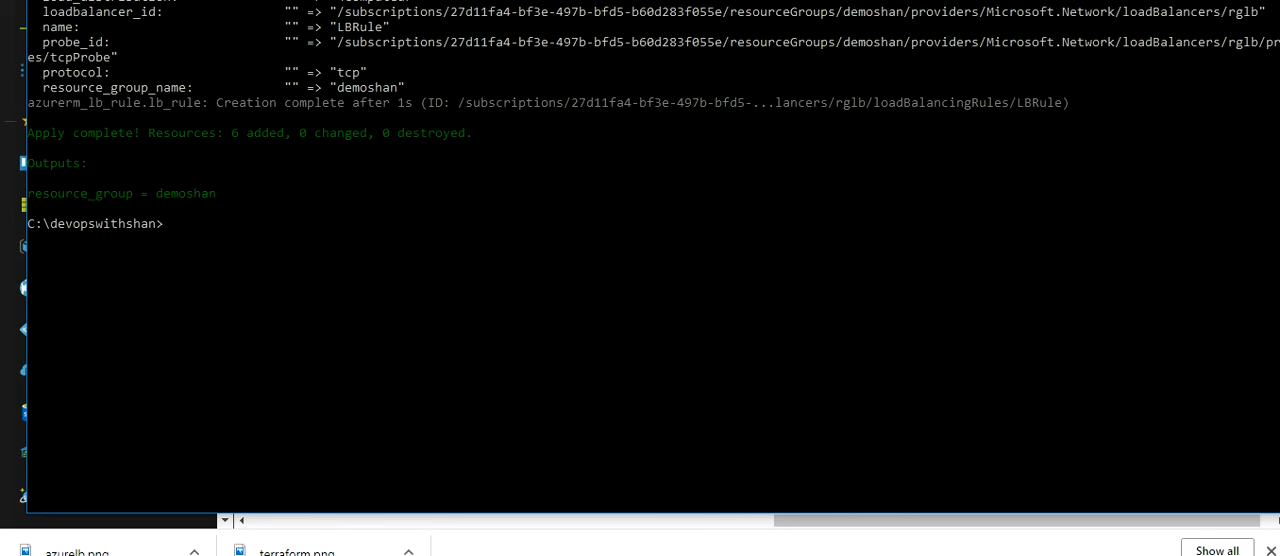 loadbalancer_id: "" => "/subscriptions/27d11fa4-bf3e-497b-bfd5-b60d283f055e/resourceGroups/demoshan/providers/Microsoft.Network/loadBalancers/rglb"
name: "" => "LBRule"
probe_id: "" => "/subscriptions/27d11fa4-bf3e-497b-bfd5-b60d283f055e/resourceGroups/demoshan/providers/Microsoft.Network/loadBalancers/rglb/pr
es/tcpProbe"
protocol: "" => "tcp"
resource_group_name: "" => "demoshan"
azurerm_lb_rule.lb_rule: Creation complete after 1s (ID: /subscriptions/27d11fa4-bf3e-497b-bfd5-...lancers/rglb/loadBalancingRules/LBRule)
Apply complete! Resources: 6 added, 0 changed, 0 destroyed.
Outputs:
resource_group = demoshan
C:\devopswithshan>
azurelb.png
terraform.png
Show all